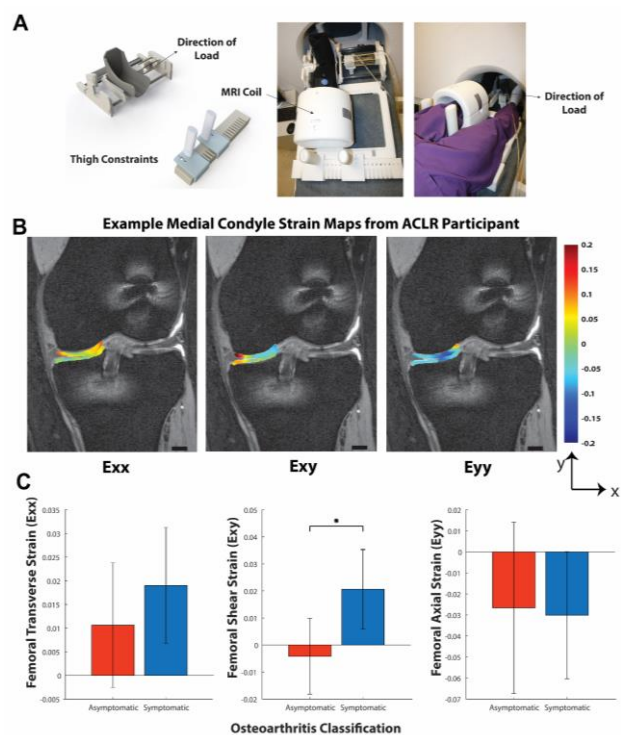 A
Direction of
Load
MRI Coil
Direction of
Load
Thigh Constraints
B
Example Medial Condyle Strain Maps from ACLR Participant
0.2
0.15
0.1
0.05
0
-0.05
-0.1
-0.15
-0.2
Exx
Exy
Eyy
y
x
C
Femoral Transverse Strain (Exx)
0.035
0.03
0.025
0.02
0.015
0.01
0.005
0
-0.005
Asymptomatic Symptomatic
Femoral Shear Strain (Exy)
0.05
0.04
0.03
0.02
0.01
0
-0.01
-0.02
*
Asymptomatic Symptomatic
Femoral Axial Strain (Eyy)
0.02
0.01
0
-0.01
-0.02
-0.03
-0.04
-0.05
-0.06
-0.07
Asymptomatic Symptomatic
Osteoarthritis Classification